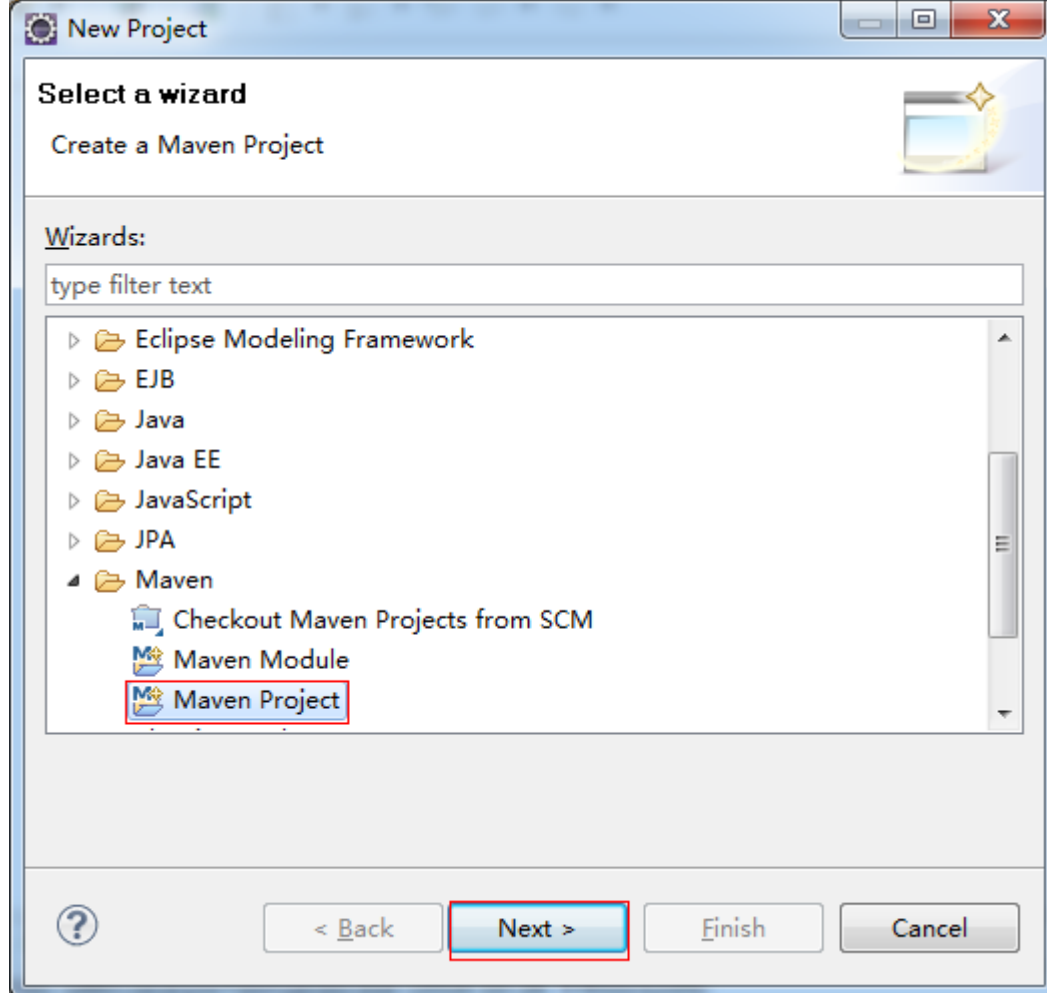 New Project
Select a wizard
Create a Maven Project
Wizards:
type filter text
Eclipse Modeling Framework
EJB
Java
Java EE
JavaScript
JPA
Maven
Checkout Maven Projects from SCM
Maven Module
Maven Project
< Back Next > Finish Cancel